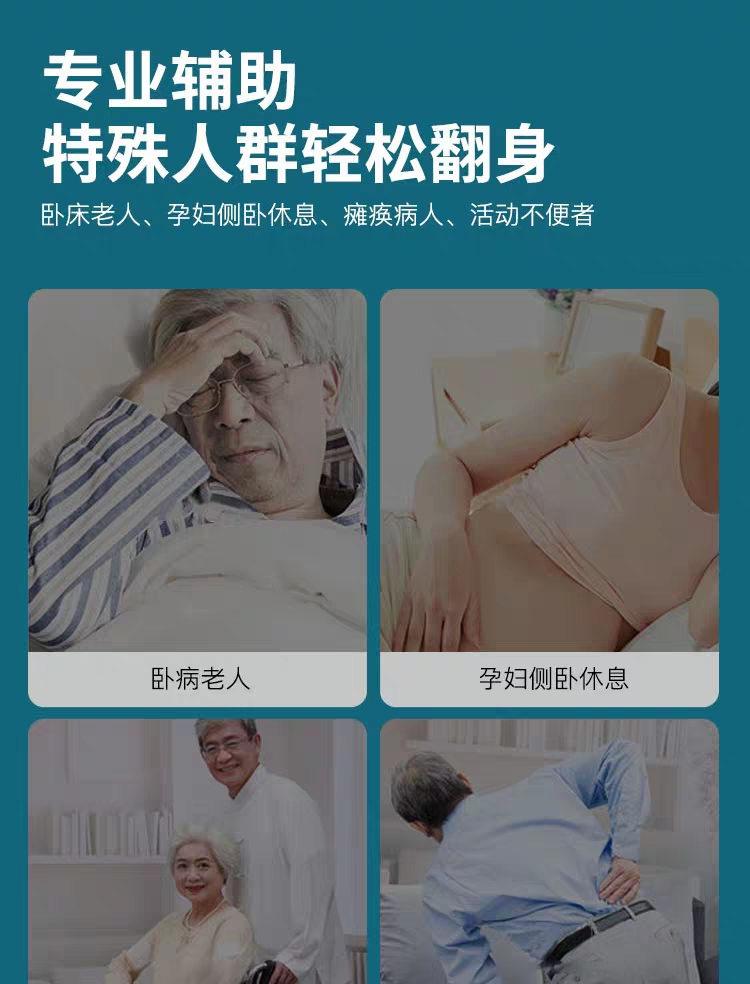 专业辅助
特殊人群轻松翻身
卧床老人、孕妇侧卧休息、瘫痪病人、活动不便者
卧病老人
孕妇侧卧休息